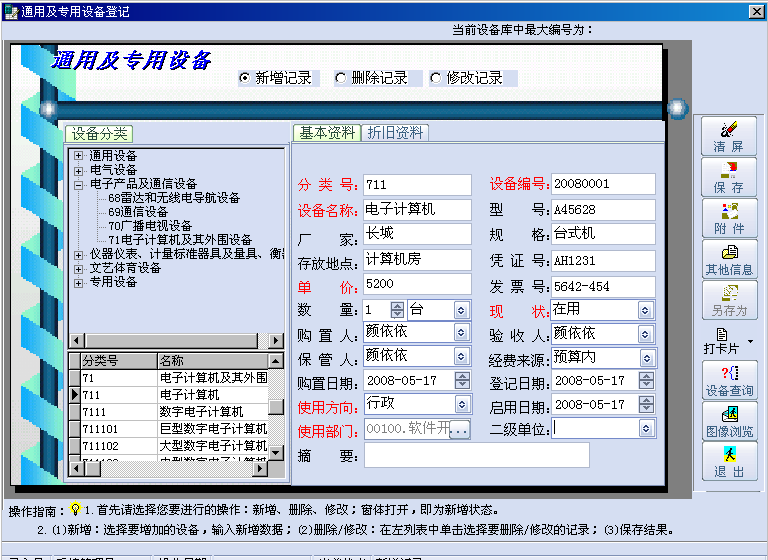 通用及专用设备登记
当前设备库中最大编号为：
通用及专用设备
新增记录 删除记录 修改记录
设备分类
通用设备
电气设备
电子产品及通信设备
68雷达和无线电导航设备
69通信设备
70广播电视设备
71电子计算机及其外围设备
仪器仪表、计量标准器具及量具、衡
文艺体育设备
专用设备
分类号 名称
71 电子计算机及其外围
711 电子计算机
7111 数字电子计算机
711101 巨型数字电子计算机
711102 大型数字电子计算机
基本资料 折旧资料
分 类 号： 711 设备编号： 20080001
设备名称： 电子计算机 型 号： A45628
厂 家： 长城 规 格： 台式机
存放地点： 计算机房 凭 证 号： AH1231
单 价： 5200 发 票 号： 5642-454
数 量： 1 台 现 状： 在用
购 置 人： 颜依依 验 收 人： 颜依依
保 管 人： 颜依依 经费来源： 预算内
购置日期： 2008-05-17 登记日期： 2008-05-17
使用方向： 行政 启用日期： 2008-05-17
使用部门： 00100.软件开 ... 二级单位：
摘 要：
清 屏
保 存
附 件
其他信息
另存为
打卡片
设备查询
图像浏览
退 出
操作指南： 1.首先请选择您要进行的操作：新增、删除、修改；窗体打开，即为新增状态。
2.(1)新增：选择要增加的设备，输入新增数据；(2)删除/修改：在左列表中单击选择要删除/修改的记录；(3)保存结果。